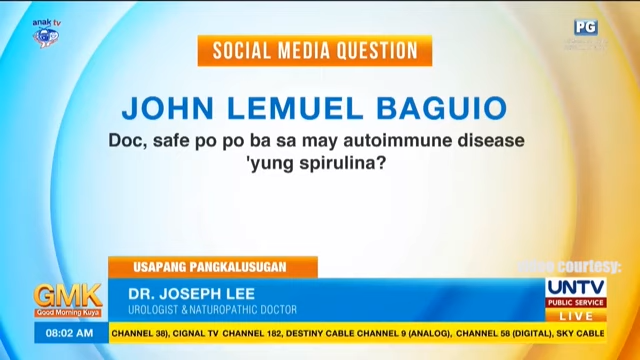 anak tv
PG
SOCIAL MEDIA QUESTION
JOHN LEMUEL BAGUIO
Doc, safe po po ba sa may autoimmune disease
'yung spirulina?
USAPANG PANGKALUSUGAN
courtesy:
GMK
Good Morning Kuya
DR. JOSEPH LEE
UROLOGIST & NATUROPATHIC DOCTOR
UNTV
PUBLIC SERVICE
LIVE
08:02 AM
CHANNEL 38), CIGNAL TV CHANNEL 182, DESTINY CABLE CHANNEL 9 (ANALOG), CHANNEL 58 (DIGITAL), SKY CABLE